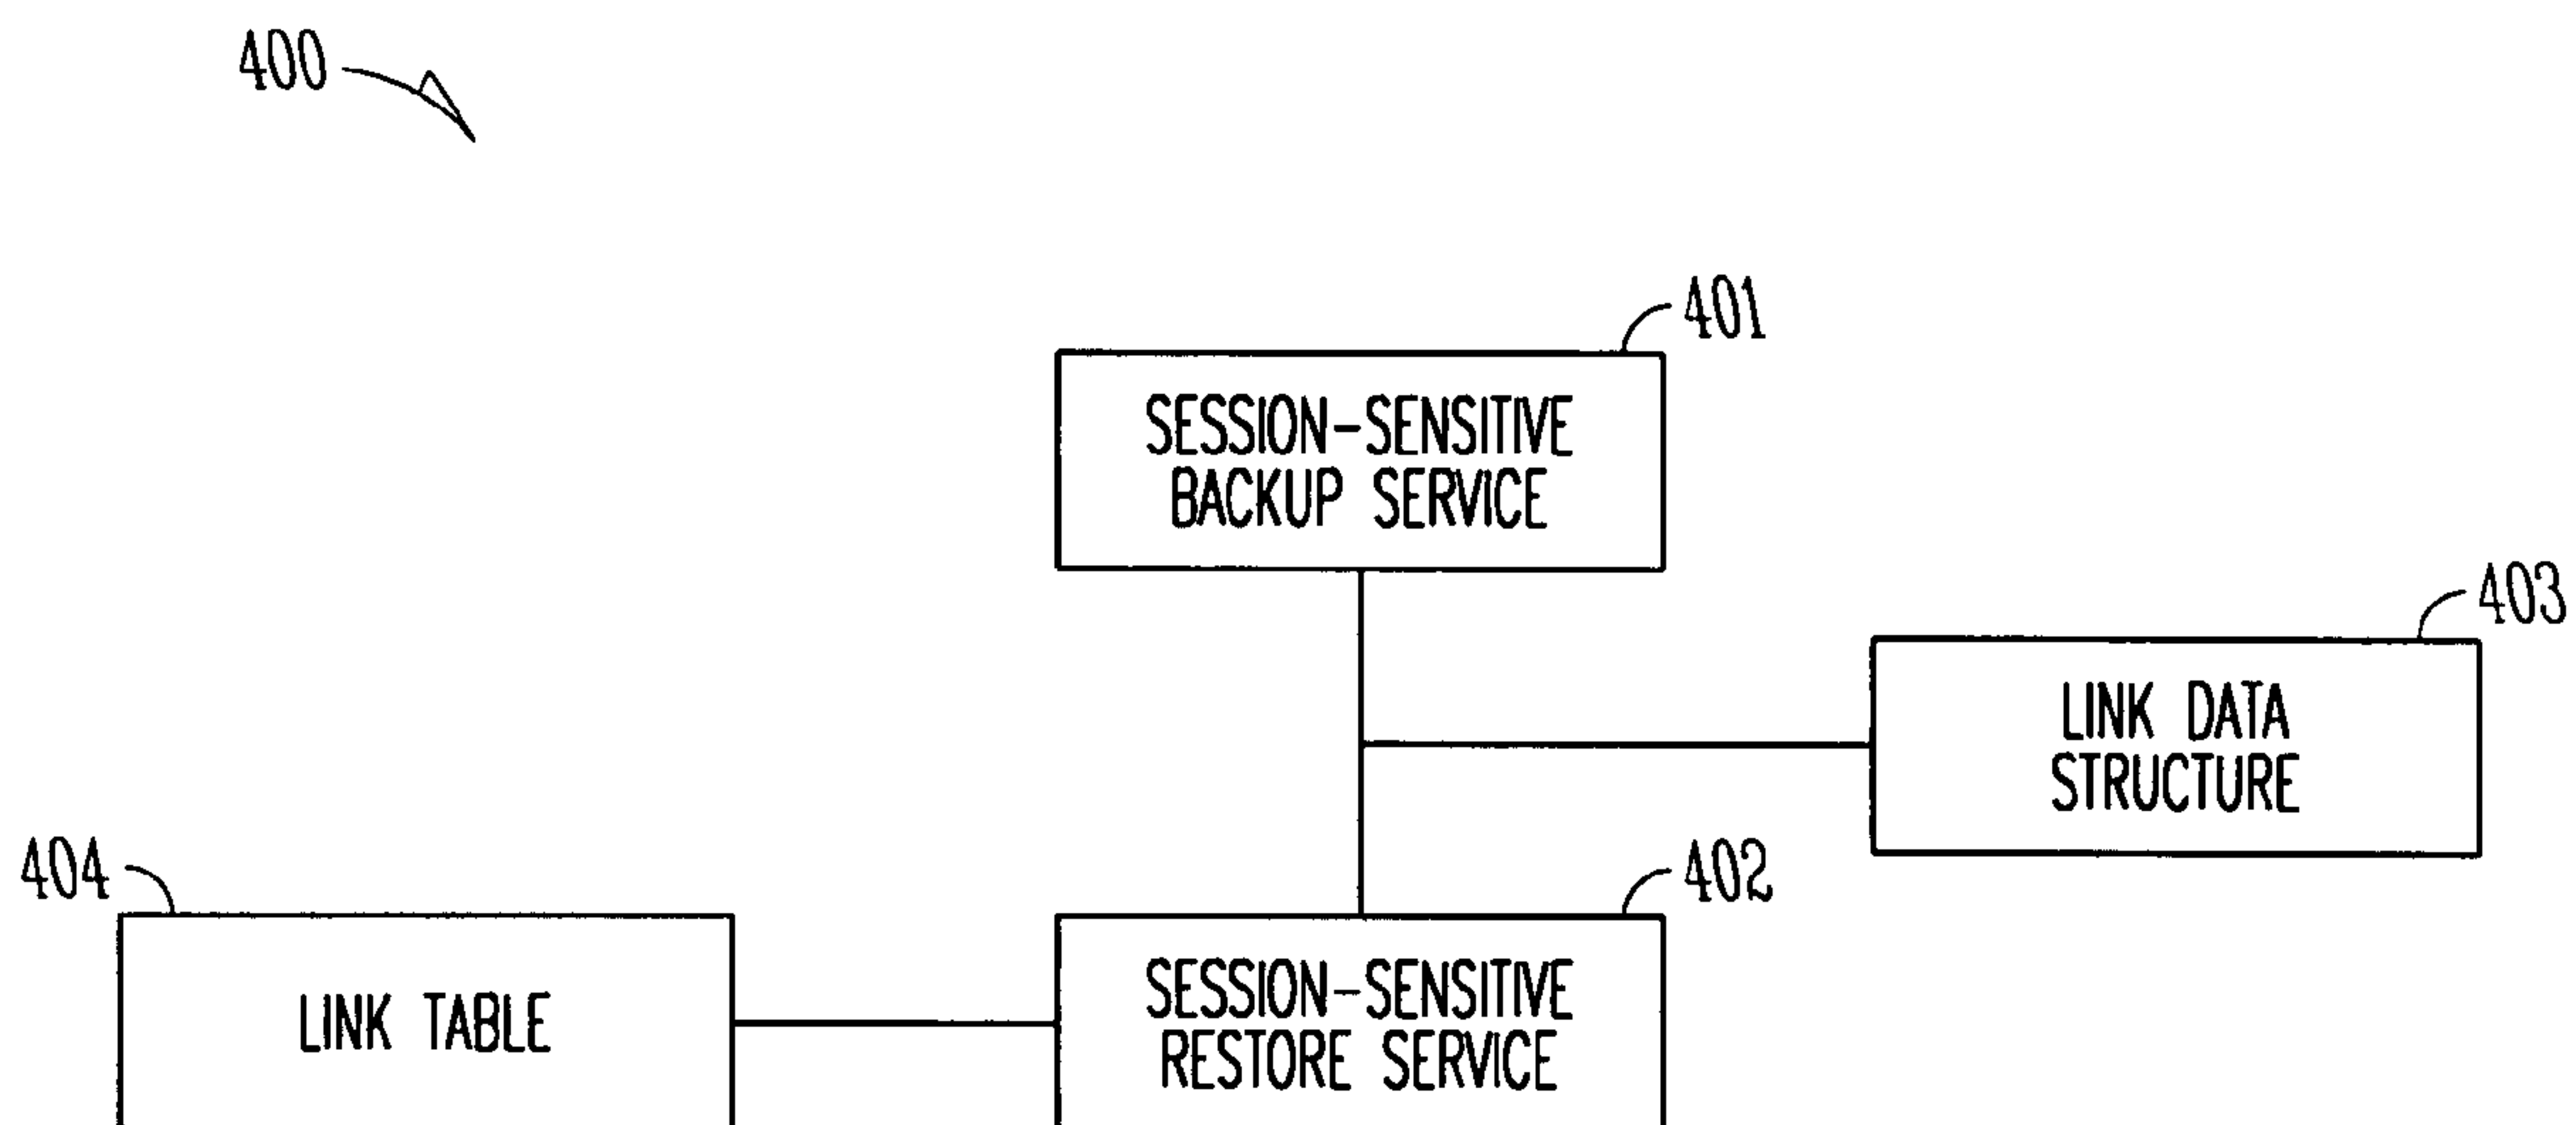 400
401
SESSION-SENSITIVE
BACKUP SERVICE
403
LINK DATA
STRUCTURE
404
LINK TABLE
402
SESSION-SENSITIVE
RESTORE SERVICE